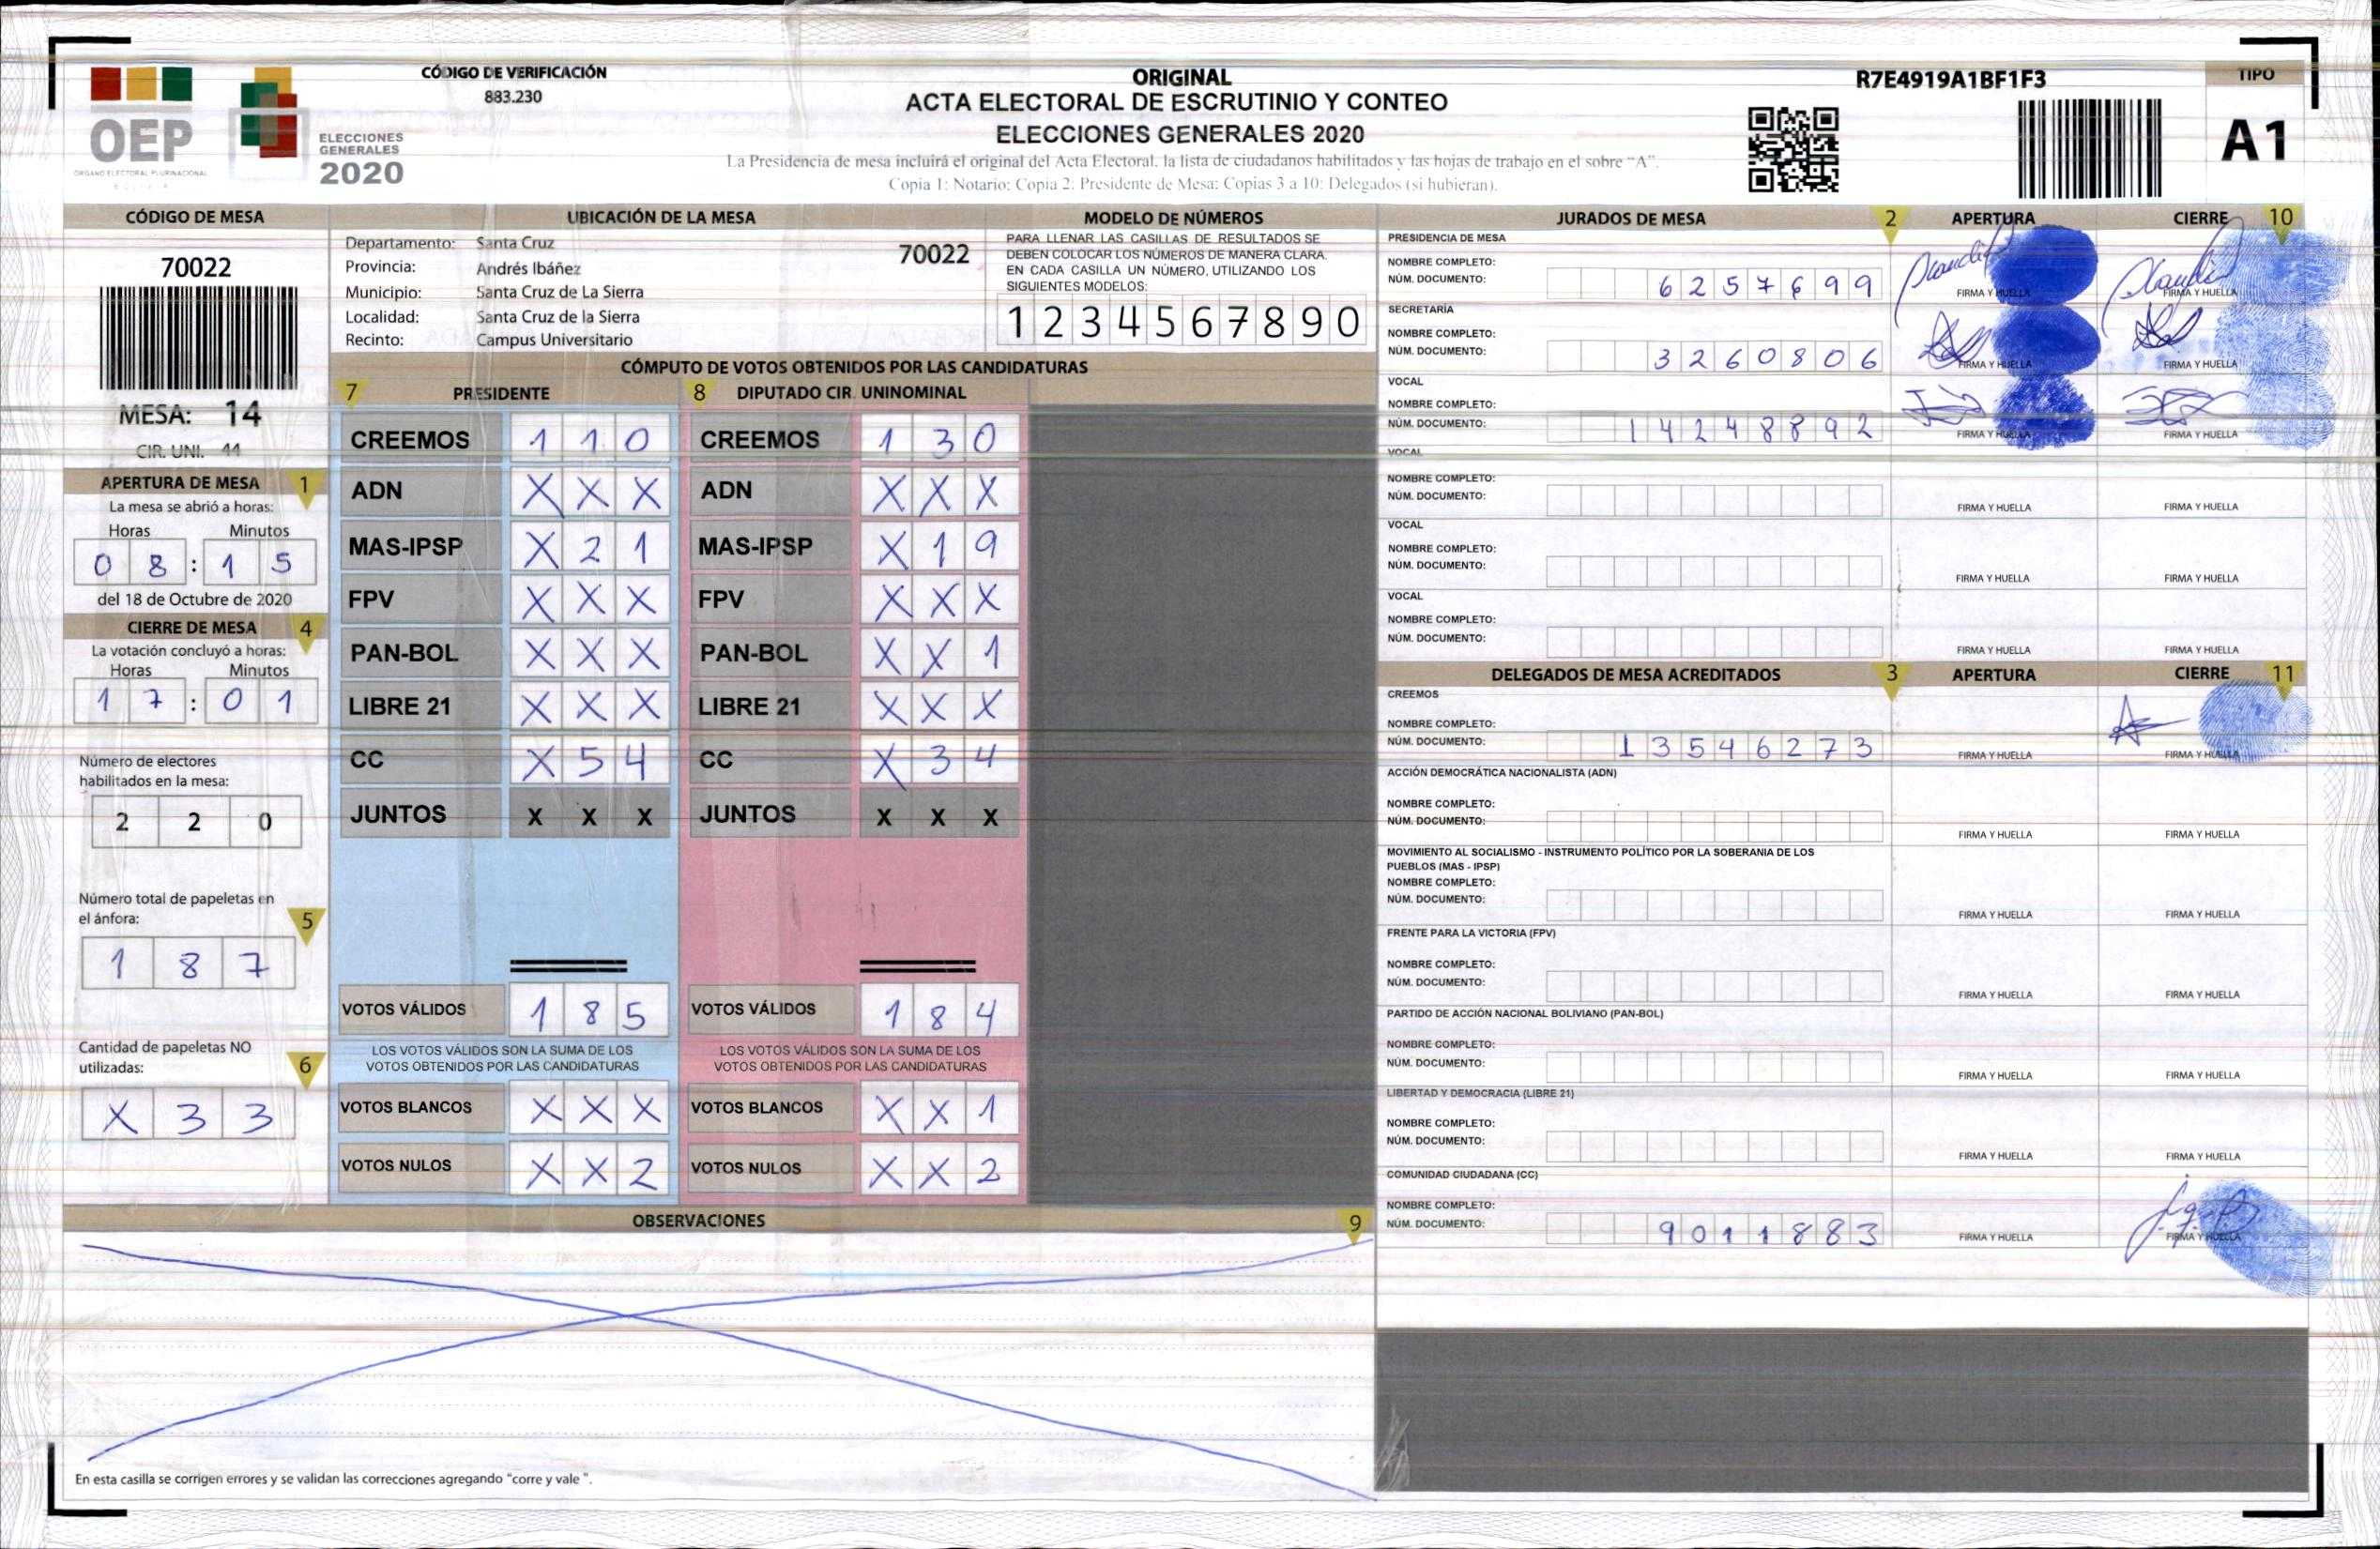 CÓDIGO DE VERIFICACIÓN
883.230
OEP
ÓRGANO ELECTORAL PLURINACIONAL
BOLIVIA
ELECCIONES
GENERALES
2020
ORIGINAL
ACTA ELECTORAL DE ESCRUTINIO Y CONTEO
ELECCIONES GENERALES 2020
La Presidencia de mesa incluirá el original del Acta Electoral, la lista de ciudadanos habilitados y las hojas de trabajo en el sobre "A".
Copia 1: Notario; Copia 2: Presidente de Mesa; Copias 3 a 10: Delegados (si hubieran).
R7E4919A1BF1F3
TIPO
A1
CÓDIGO DE MESA
70022
MESA: 14
CIR. UNI. 44
APERTURA DE MESA 1
La mesa se abrió a horas:
Horas Minutos
0 8 : 1 5
del 18 de Octubre de 2020
CIERRE DE MESA 4
La votación concluyó a horas:
Horas Minutos
1 7 : 0 1
Número de electores
habilitados en la mesa:
2 2 0
Número total de papeletas en
el ánfora: 5
1 8 7
Cantidad de papeletas NO
utilizadas: 6
X 3 3
UBICACIÓN DE LA MESA
Departamento: Santa Cruz 70022
Provincia: Andrés Ibáñez
Municipio: Santa Cruz de La Sierra
Localidad: Santa Cruz de la Sierra
Recinto: Campus Universitario
MODELO DE NÚMEROS
PARA LLENAR LAS CASILLAS DE RESULTADOS SE
DEBEN COLOCAR LOS NÚMEROS DE MANERA CLARA.
EN CADA CASILLA UN NÚMERO, UTILIZANDO LOS
SIGUIENTES MODELOS:
1 2 3 4 5 6 7 8 9 0
CÓMPUTO DE VOTOS OBTENIDOS POR LAS CANDIDATURAS
7 PRESIDENTE 8 DIPUTADO CIR. UNINOMINAL
CREEMOS 1 1 0 CREEMOS 1 3 0
ADN X X X ADN X X X
MAS-IPSP X 2 1 MAS-IPSP X 1 9
FPV X X X FPV X X X
PAN-BOL X X X PAN-BOL X X 1
LIBRE 21 X X X LIBRE 21 X X X
CC X 5 4 CC X 3 4
JUNTOS X X X JUNTOS X X X
VOTOS VÁLIDOS 1 8 5 VOTOS VÁLIDOS 1 8 4
LOS VOTOS VÁLIDOS SON LA SUMA DE LOS LOS VOTOS VÁLIDOS SON LA SUMA DE LOS
VOTOS OBTENIDOS POR LAS CANDIDATURAS VOTOS OBTENIDOS POR LAS CANDIDATURAS
VOTOS BLANCOS X X X VOTOS BLANCOS X X 1
VOTOS NULOS X X 2 VOTOS NULOS X X 2
OBSERVACIONES 9
En esta casilla se corrigen errores y se validan las correcciones agregando "corre y vale ".
JURADOS DE MESA 2 APERTURA CIERRE 10
PRESIDENCIA DE MESA
NOMBRE COMPLETO:
NÚM. DOCUMENTO: 6 2 5 7 6 9 9 FIRMA Y HUELLA FIRMA Y HUELLA
SECRETARÍA
NOMBRE COMPLETO:
NÚM. DOCUMENTO: 3 2 6 0 8 0 6 FIRMA Y HUELLA FIRMA Y HUELLA
VOCAL
NOMBRE COMPLETO:
NÚM. DOCUMENTO: 1 4 2 4 8 8 9 2 FIRMA Y HUELLA FIRMA Y HUELLA
VOCAL
NOMBRE COMPLETO:
NÚM. DOCUMENTO: FIRMA Y HUELLA FIRMA Y HUELLA
VOCAL
NOMBRE COMPLETO:
NÚM. DOCUMENTO: FIRMA Y HUELLA FIRMA Y HUELLA
VOCAL
NOMBRE COMPLETO:
NÚM. DOCUMENTO: FIRMA Y HUELLA FIRMA Y HUELLA
DELEGADOS DE MESA ACREDITADOS 3 APERTURA CIERRE 11
CREEMOS
NOMBRE COMPLETO:
NÚM. DOCUMENTO: 1 3 5 4 6 2 7 3 FIRMA Y HUELLA FIRMA Y HUELLA
ACCIÓN DEMOCRÁTICA NACIONALISTA (ADN)
NOMBRE COMPLETO:
NÚM. DOCUMENTO: FIRMA Y HUELLA FIRMA Y HUELLA
MOVIMIENTO AL SOCIALISMO - INSTRUMENTO POLÍTICO POR LA SOBERANIA DE LOS
PUEBLOS (MAS - IPSP)
NOMBRE COMPLETO:
NÚM. DOCUMENTO: FIRMA Y HUELLA FIRMA Y HUELLA
FRENTE PARA LA VICTORIA (FPV)
NOMBRE COMPLETO:
NÚM. DOCUMENTO: FIRMA Y HUELLA FIRMA Y HUELLA
PARTIDO DE ACCIÓN NACIONAL BOLIVIANO (PAN-BOL)
NOMBRE COMPLETO:
NÚM. DOCUMENTO: FIRMA Y HUELLA FIRMA Y HUELLA
LIBERTAD Y DEMOCRACIA (LIBRE 21)
NOMBRE COMPLETO:
NÚM. DOCUMENTO: FIRMA Y HUELLA FIRMA Y HUELLA
COMUNIDAD CIUDADANA (CC)
NOMBRE COMPLETO:
NÚM. DOCUMENTO: 9 0 1 1 8 8 3 FIRMA Y HUELLA FIRMA Y HUELLA